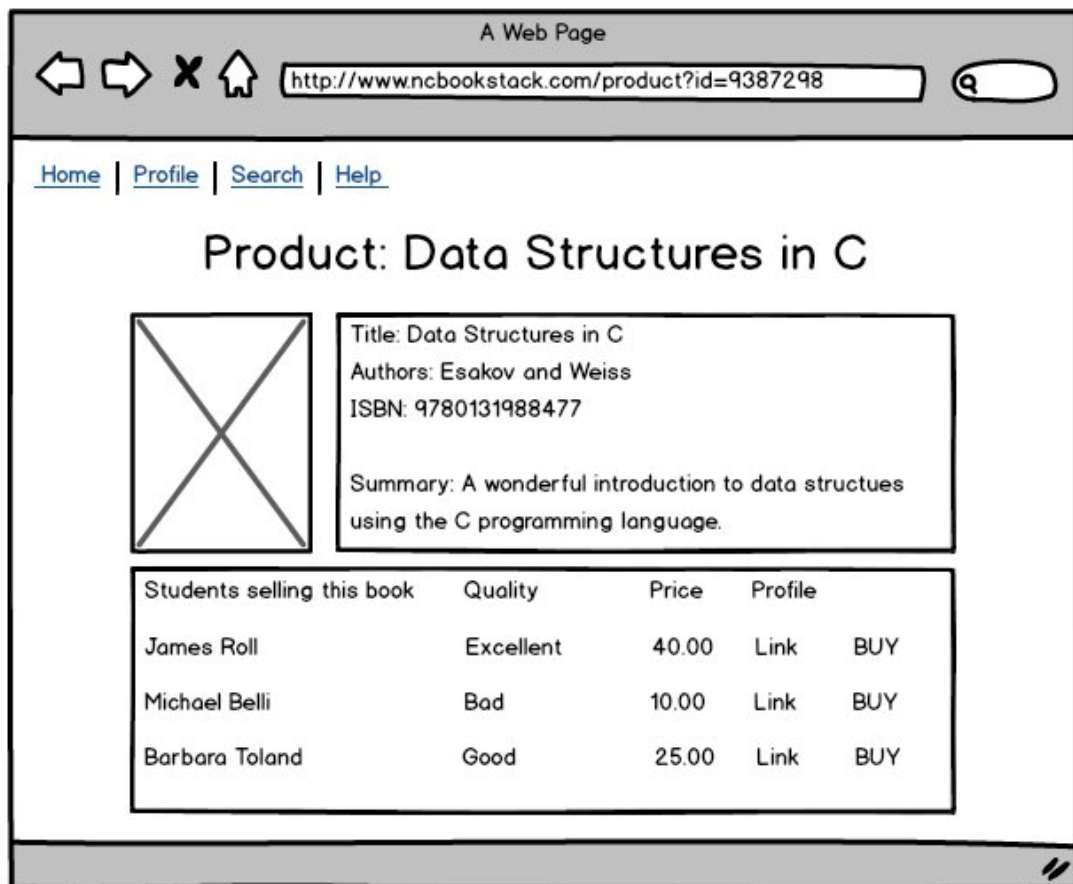 A Web Page
http://www.ncbookstack.com/product?id=9387298
Home | Profile | Search | Help
Product: Data Structures in C
Title: Data Structures in C
Authors: Esakov and Weiss
ISBN: 9780131988477
Summary: A wonderful introduction to data structues
using the C programming language.
Students selling this book Quality Price Profile
James Roll Excellent 40.00 Link BUY
Michael Belli Bad 10.00 Link BUY
Barbara Toland Good 25.00 Link BUY